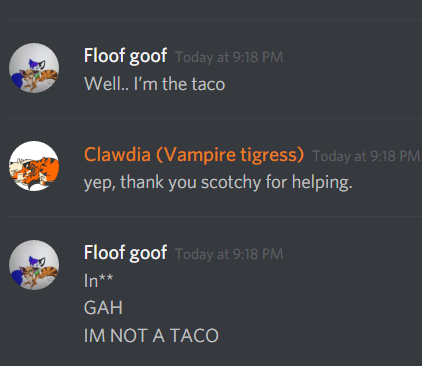 Floof goof Today at 9:18 PM
Well.. I’m the taco
Clawdia (Vampire tigress) Today at 9:18 PM
yep, thank you scotchy for helping.
Floof goof Today at 9:18 PM
In**
GAH
IM NOT A TACO